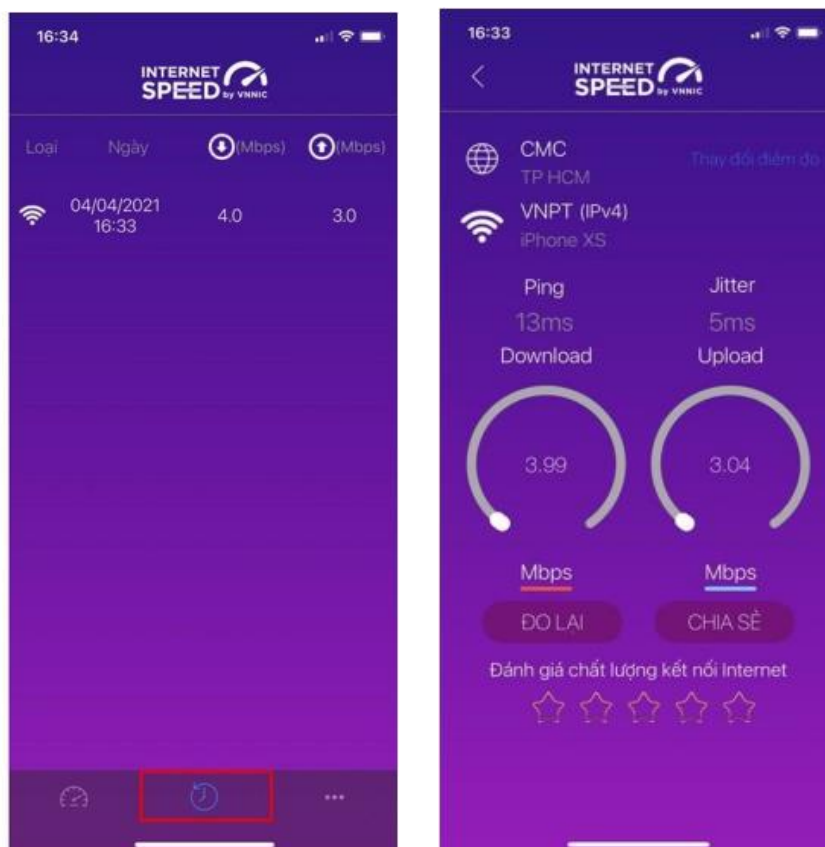 16:34
INTERNET
SPEED by VNNIC
Loại Ngày (Mbps) (Mbps)
04/04/2021
16:33
4.0 3.0
16:33
INTERNET
SPEED by VNNIC
CMC
TP HCM
Thay đổi điểm đo
VNPT (IPv4)
iPhone XS
Ping Jitter
13ms 5ms
Download Upload
3.99 3.04
Mbps Mbps
ĐO LẠI CHIA SẺ
Đánh giá chất lượng kết nối Internet